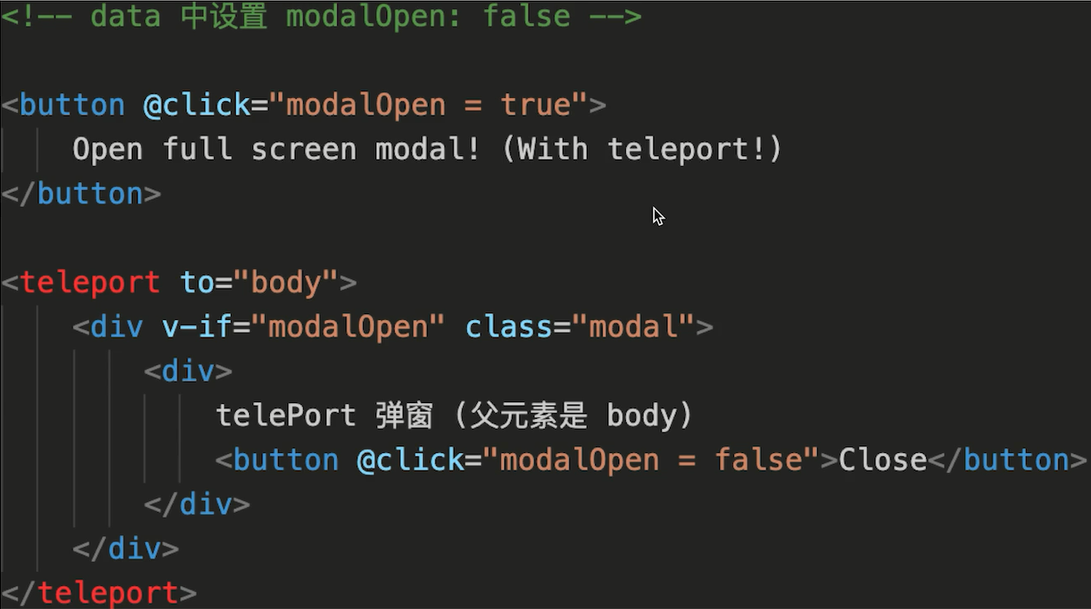 <!-- data 中设置 modalOpen: false -->
<button @click="modalOpen = true">
Open full screen modal! (With teleport!)
</button>
<teleport to="body">
<div v-if="modalOpen" class="modal">
<div>
telePort 弹窗 (父元素是 body)
<button @click="modalOpen = false">Close</button>
</div>
</div>
</teleport>